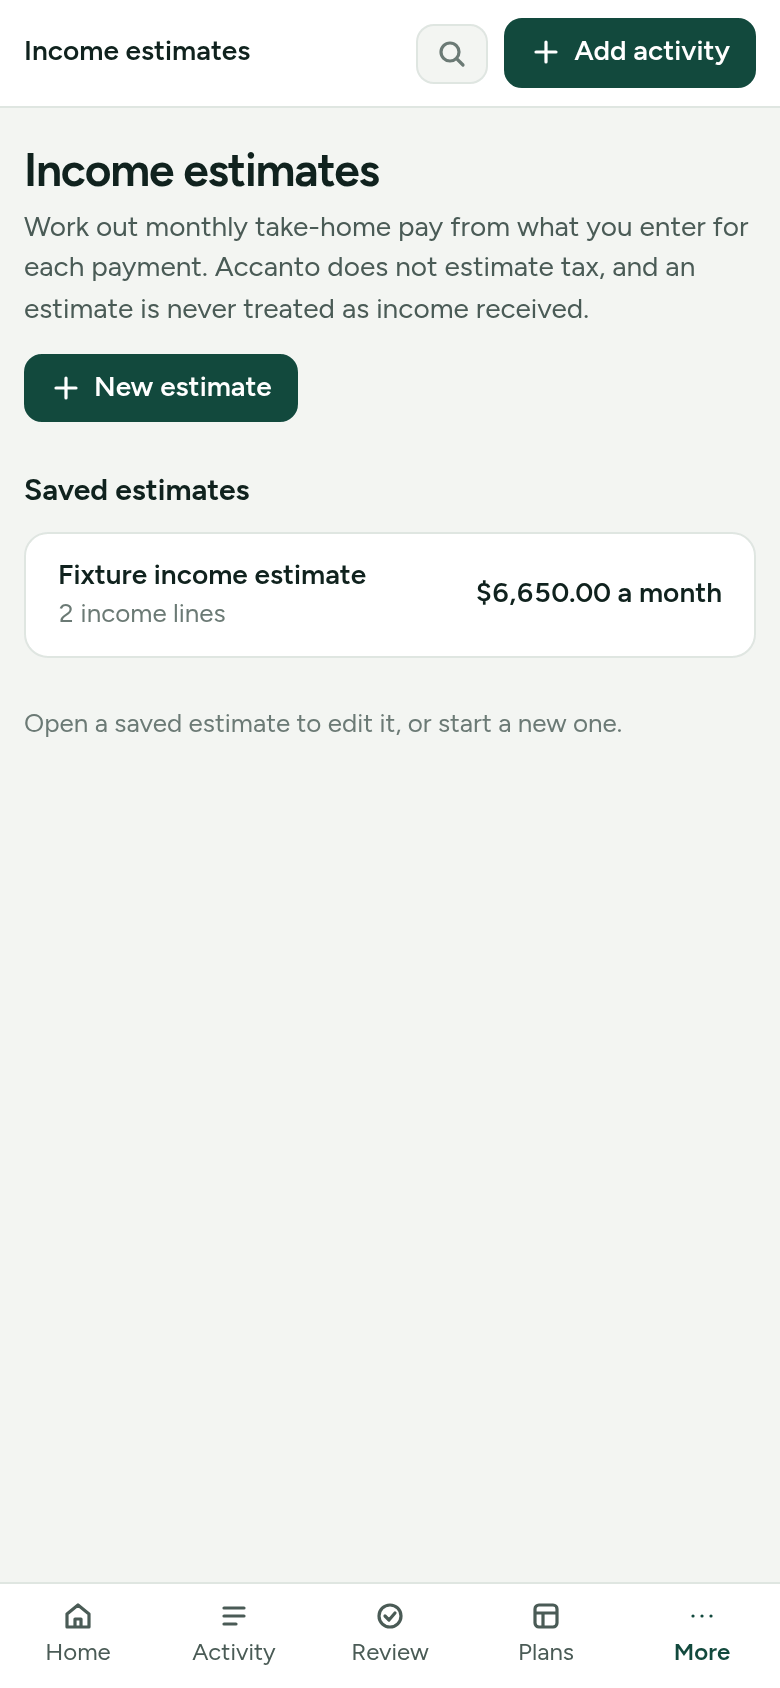 Income estimates
Add activity
Income estimates
Work out monthly take-home pay from what you enter for
each payment. Accanto does not estimate tax, and an
estimate is never treated as income received.
New estimate
Saved estimates
Fixture income estimate
2 income lines
$6,650.00 a month
Open a saved estimate to edit it, or start a new one.
Home
Activity
Review
Plans
More